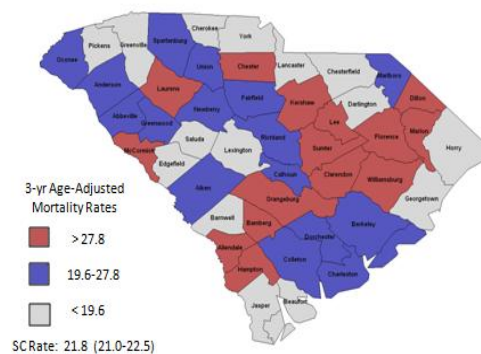 Cherokee
Spartanburg
York
Pickens
Greenville
Oconee
Union
Chester
Lancaster
Chesterfield
Marlboro
Anderson
Laurens
Fairfield
Kershaw
Darlington
Dillon
Abbeville
Greenwood
Newberry
Lee
Florence
Marion
Saluda
Richland
Sumter
Horry
McCormick
Edgefield
Lexington
Calhoun
Clarendon
Williamsburg
Aiken
Orangeburg
Georgetown
Barnwell
Bamberg
Berkeley
Dorchester
Allendale
Colleton
Charleston
Hampton
Jasper
Beaufort
3-yr Age-Adjusted
Mortality Rates
> 27.8
19.6-27.8
< 19.6
SC Rate: 21.8 (21.0-22.5)